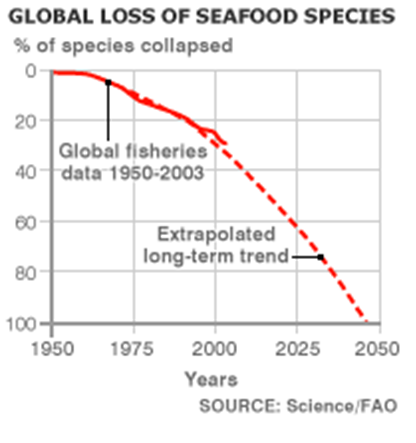 GLOBAL LOSS OF SEAFOOD SPECIES
% of species collapsed
0
20
Global fisheries
data 1950-2003
40
60
Extrapolated
long-term trend
80
100
1950 1975 2000 2025 2050
Years
SOURCE: Science/FAO